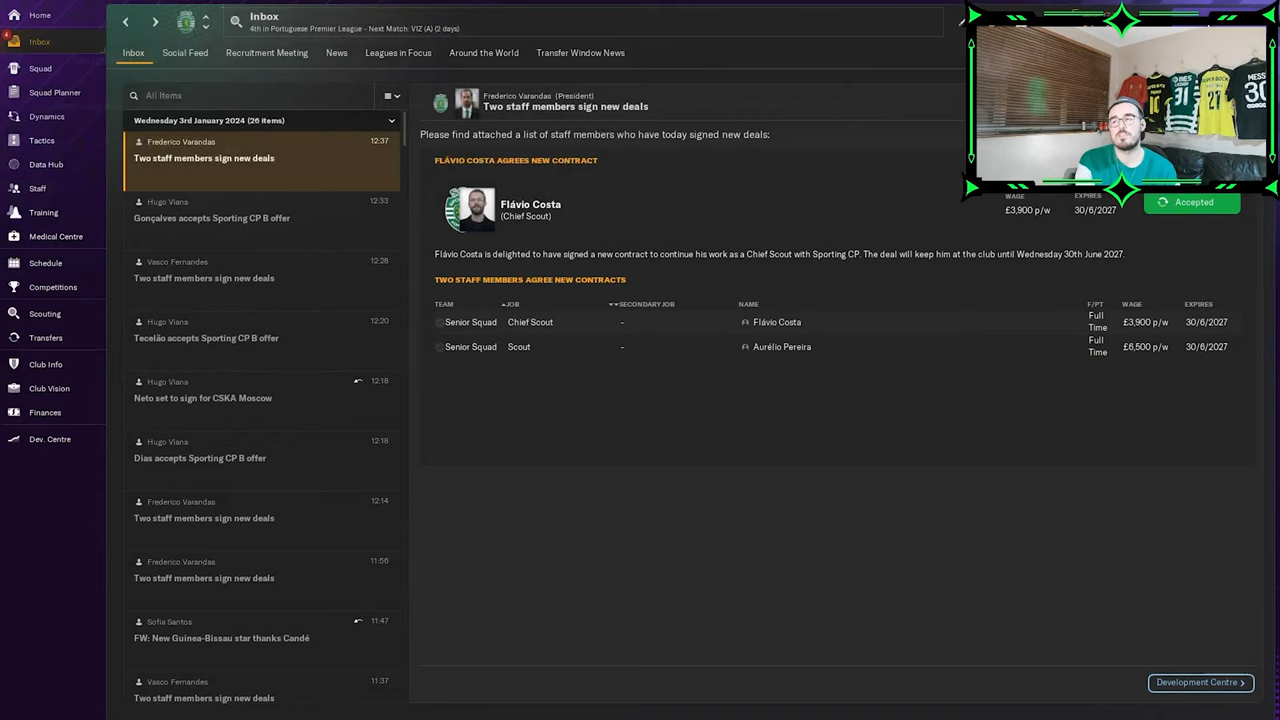 Home
4
Inbox
Squad
Squad Planner
Dynamics
Tactics
Data Hub
Staff
Training
Medical Centre
Schedule
Competitions
Scouting
Transfers
Club Info
Club Vision
Finances
Dev. Centre
Inbox
4th in Portuguese Premier League - Next Match: VIZ (A) (2 days)
Inbox Social Feed Recruitment Meeting News Leagues in Focus Around the World Transfer Window News
All Items
Wednesday 3rd January 2024 (26 items)
Frederico Varandas 12:37
Two staff members sign new deals
Hugo Viana 12:33
Gonçalves accepts Sporting CP B offer
Vasco Fernandes 12:28
Two staff members sign new deals
Hugo Viana 12:20
Tecelão accepts Sporting CP B offer
Hugo Viana 12:18
Neto set to sign for CSKA Moscow
Hugo Viana 12:18
Dias accepts Sporting CP B offer
Frederico Varandas 12:14
Two staff members sign new deals
Frederico Varandas 11:56
Two staff members sign new deals
Sofia Santos 11:47
FW: New Guinea-Bissau star thanks Candé
Vasco Fernandes 11:37
Two staff members sign new deals
Frederico Varandas (President)
Two staff members sign new deals
Please find attached a list of staff members who have today signed new deals:
FLÁVIO COSTA AGREES NEW CONTRACT
Flávio Costa
(Chief Scout)
WAGE EXPIRES
£3,900 p/w 30/6/2027
Accepted
Flávio Costa is delighted to have signed a new contract to continue his work as a Chief Scout with Sporting CP. The deal will keep him at the club until Wednesday 30th June 2027.
TWO STAFF MEMBERS AGREE NEW CONTRACTS
TEAM JOB SECONDARY JOB NAME F/PT WAGE EXPIRES
Senior Squad Chief Scout - Flávio Costa Full Time £3,900 p/w 30/6/2027
Senior Squad Scout - Aurélio Pereira Full Time £6,500 p/w 30/6/2027
Development Centre
SUPER BOCK
31
SUPER BOCK
27
MESSI
30